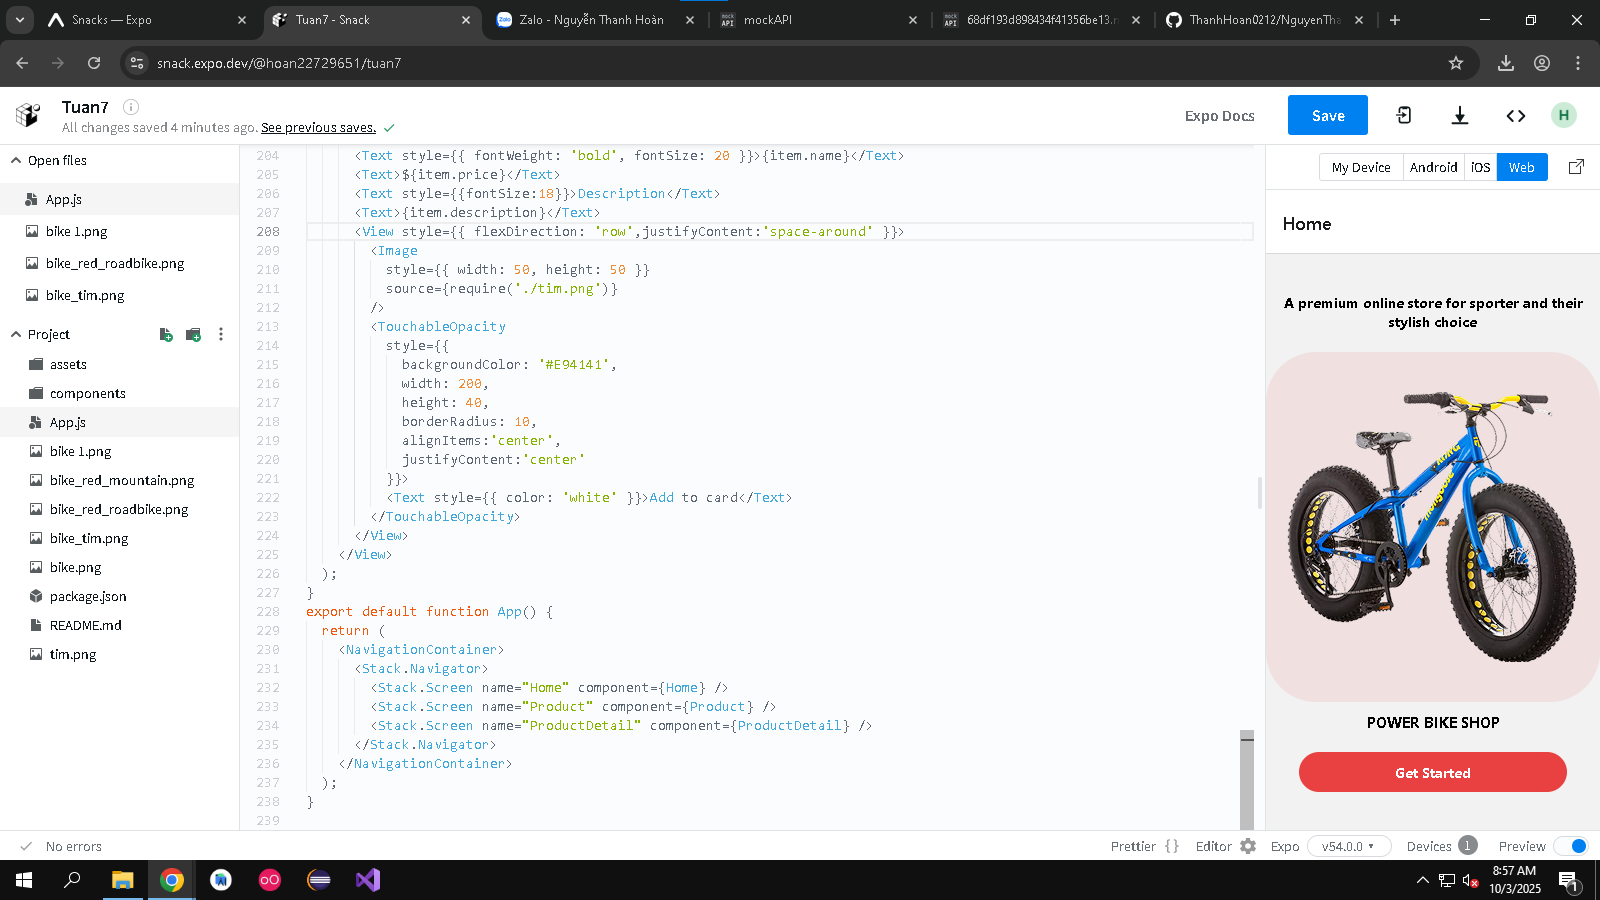 Snacks — Expo
Tuan7 - Snack
Zalo - Nguyễn Thanh Hoàn
mockAPI
68df193d898434f41356be13.m
ThanhHoan0212/NguyenTha
snack.expo.dev/@hoan22729651/tuan7
Tuan7
All changes saved 4 minutes ago. See previous saves.
Expo Docs
Save
H
Open files
App.js
bike 1.png
bike_red_roadbike.png
bike_tim.png
Project
assets
components
App.js
bike 1.png
bike_red_mountain.png
bike_red_roadbike.png
bike_tim.png
bike.png
package.json
README.md
tim.png
204 <Text style={{ fontWeight: 'bold', fontSize: 20 }}>{item.name}</Text>
205 <Text>${item.price}</Text>
206 <Text style={{fontSize:18}}>Description</Text>
207 <Text>{item.description}</Text>
208 <View style={{ flexDirection: 'row',justifyContent:'space-around' }}>
209 <Image
210 style={{ width: 50, height: 50 }}
211 source={require('./tim.png')}
212 />
213 <TouchableOpacity
214 style={{
215 backgroundColor: '#E94141',
216 width: 200,
217 height: 40,
218 borderRadius: 10,
219 alignItems:'center',
220 justifyContent:'center'
221 }}>
222 <Text style={{ color: 'white' }}>Add to card</Text>
223 </TouchableOpacity>
224 </View>
225 </View>
226 );
227 }
228 export default function App() {
229 return (
230 <NavigationContainer>
231 <Stack.Navigator>
232 <Stack.Screen name="Home" component={Home} />
233 <Stack.Screen name="Product" component={Product} />
234 <Stack.Screen name="ProductDetail" component={ProductDetail} />
235 </Stack.Navigator>
236 </NavigationContainer>
237 );
238 }
239
My Device
Android
iOS
Web
Home
A premium online store for sporter and their
stylish choice
POWER BIKE SHOP
Get Started
No errors
Prettier { }
Editor
Expo
v54.0.0
Devices 1
Preview
8:57 AM
10/3/2025
1